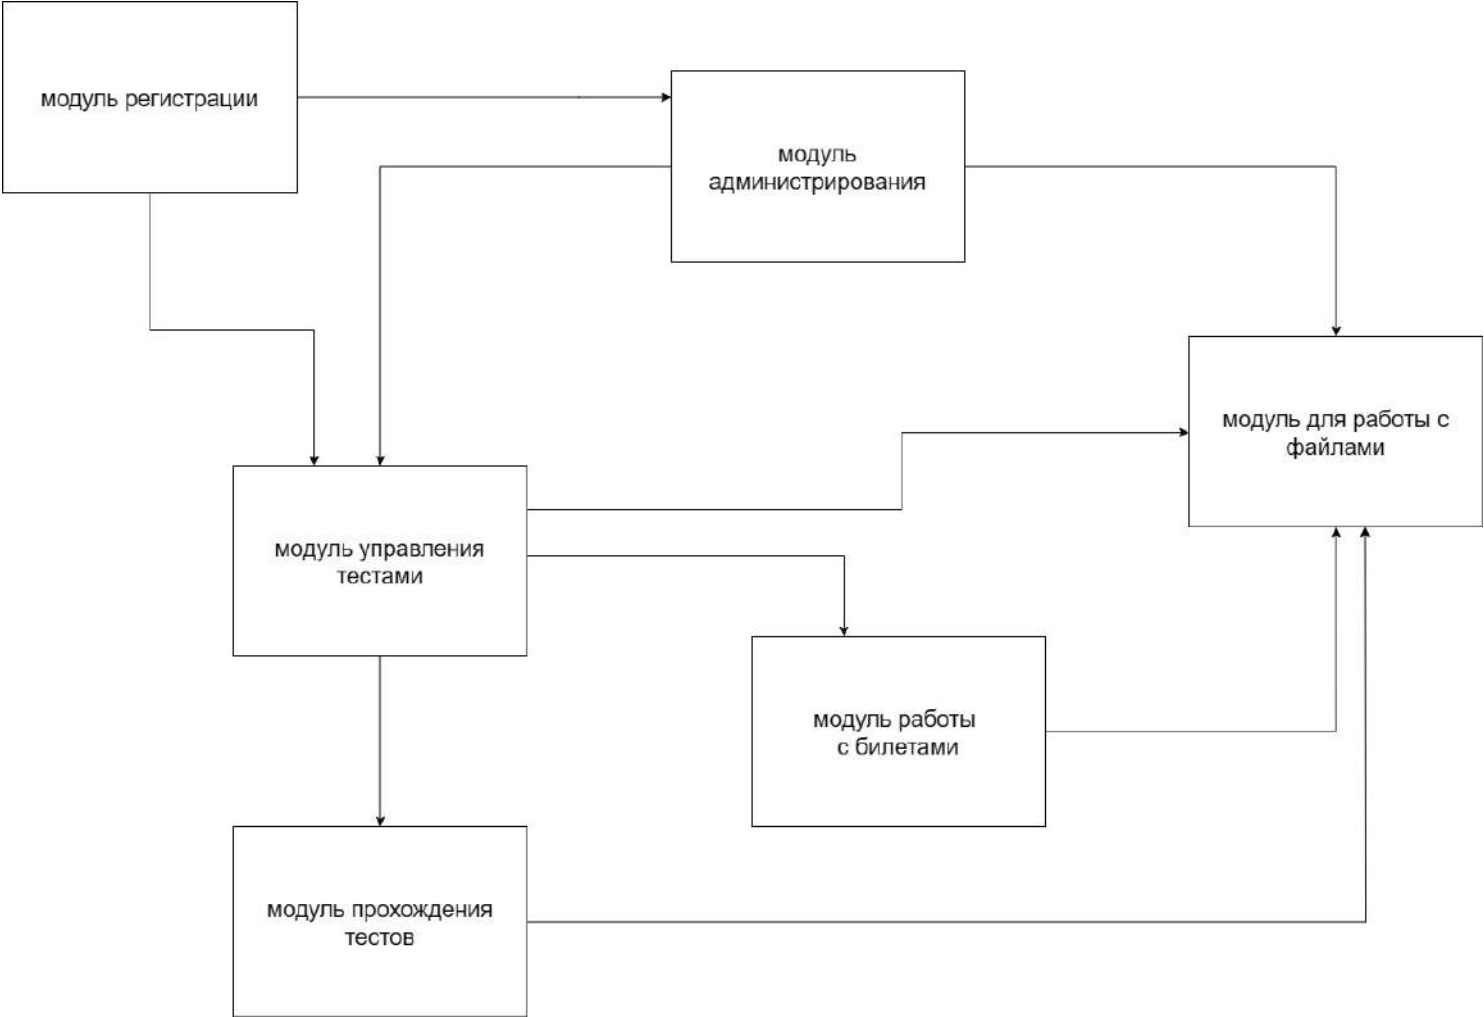 модуль регистрации
модуль
администрирования
модуль для работы с
файлами
модуль управления
тестами
модуль работы
с билетами
модуль прохождения
тестов